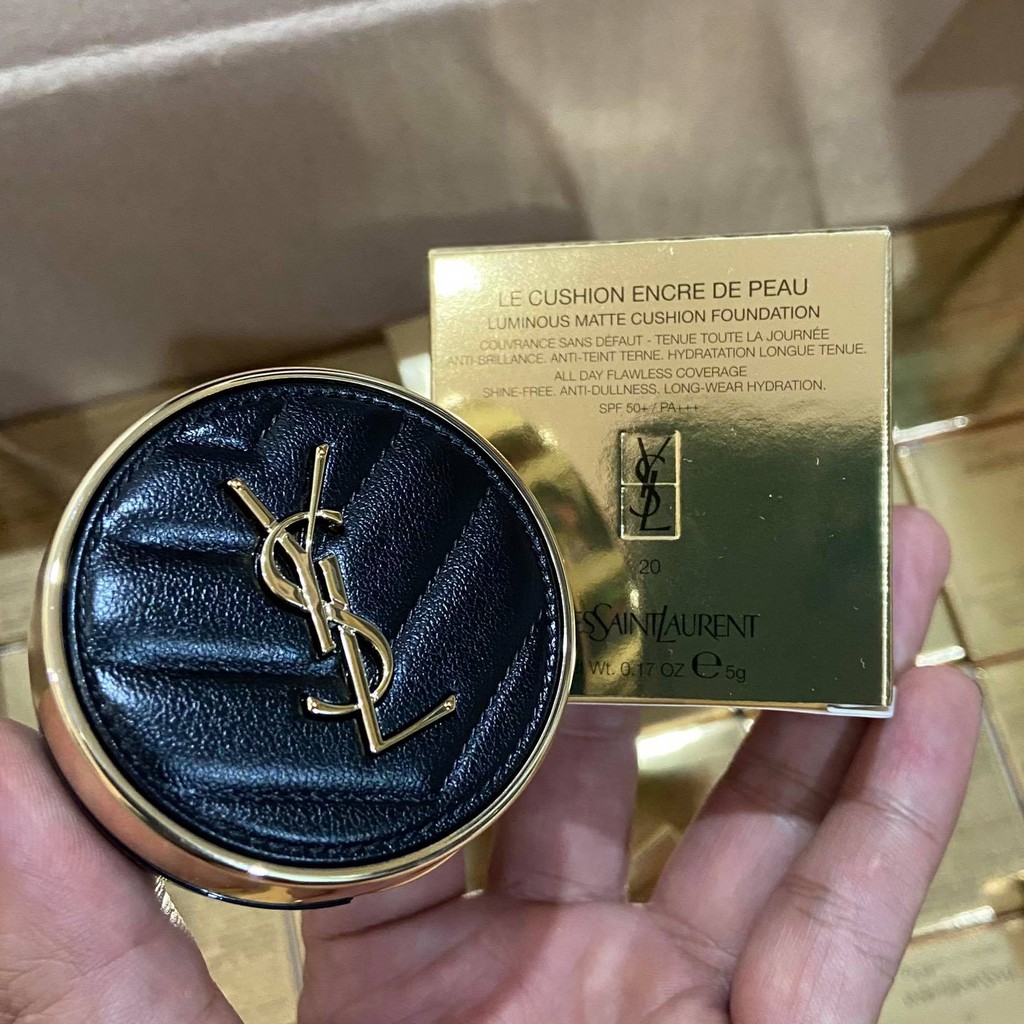 LE CUSHION ENCRE DE PEAU
LUMINOUS MATTE CUSHION FOUNDATION
COUVRANCE SANS DÉFAUT - TENUE TOUTE LA JOURNÉE
ANTI-BRILLANCE. ANTI-TEINT TERNE. HYDRATATION LONGUE TENUE.
ALL DAY FLAWLESS COVERAGE
SHINE-FREE. ANTI-DULLNESS. LONG-WEAR HYDRATION.
SPF 50+ / PA+++
YSL
20
ESSAINTLAURENT
Wt. 0.17 OZ e 5g
YSL